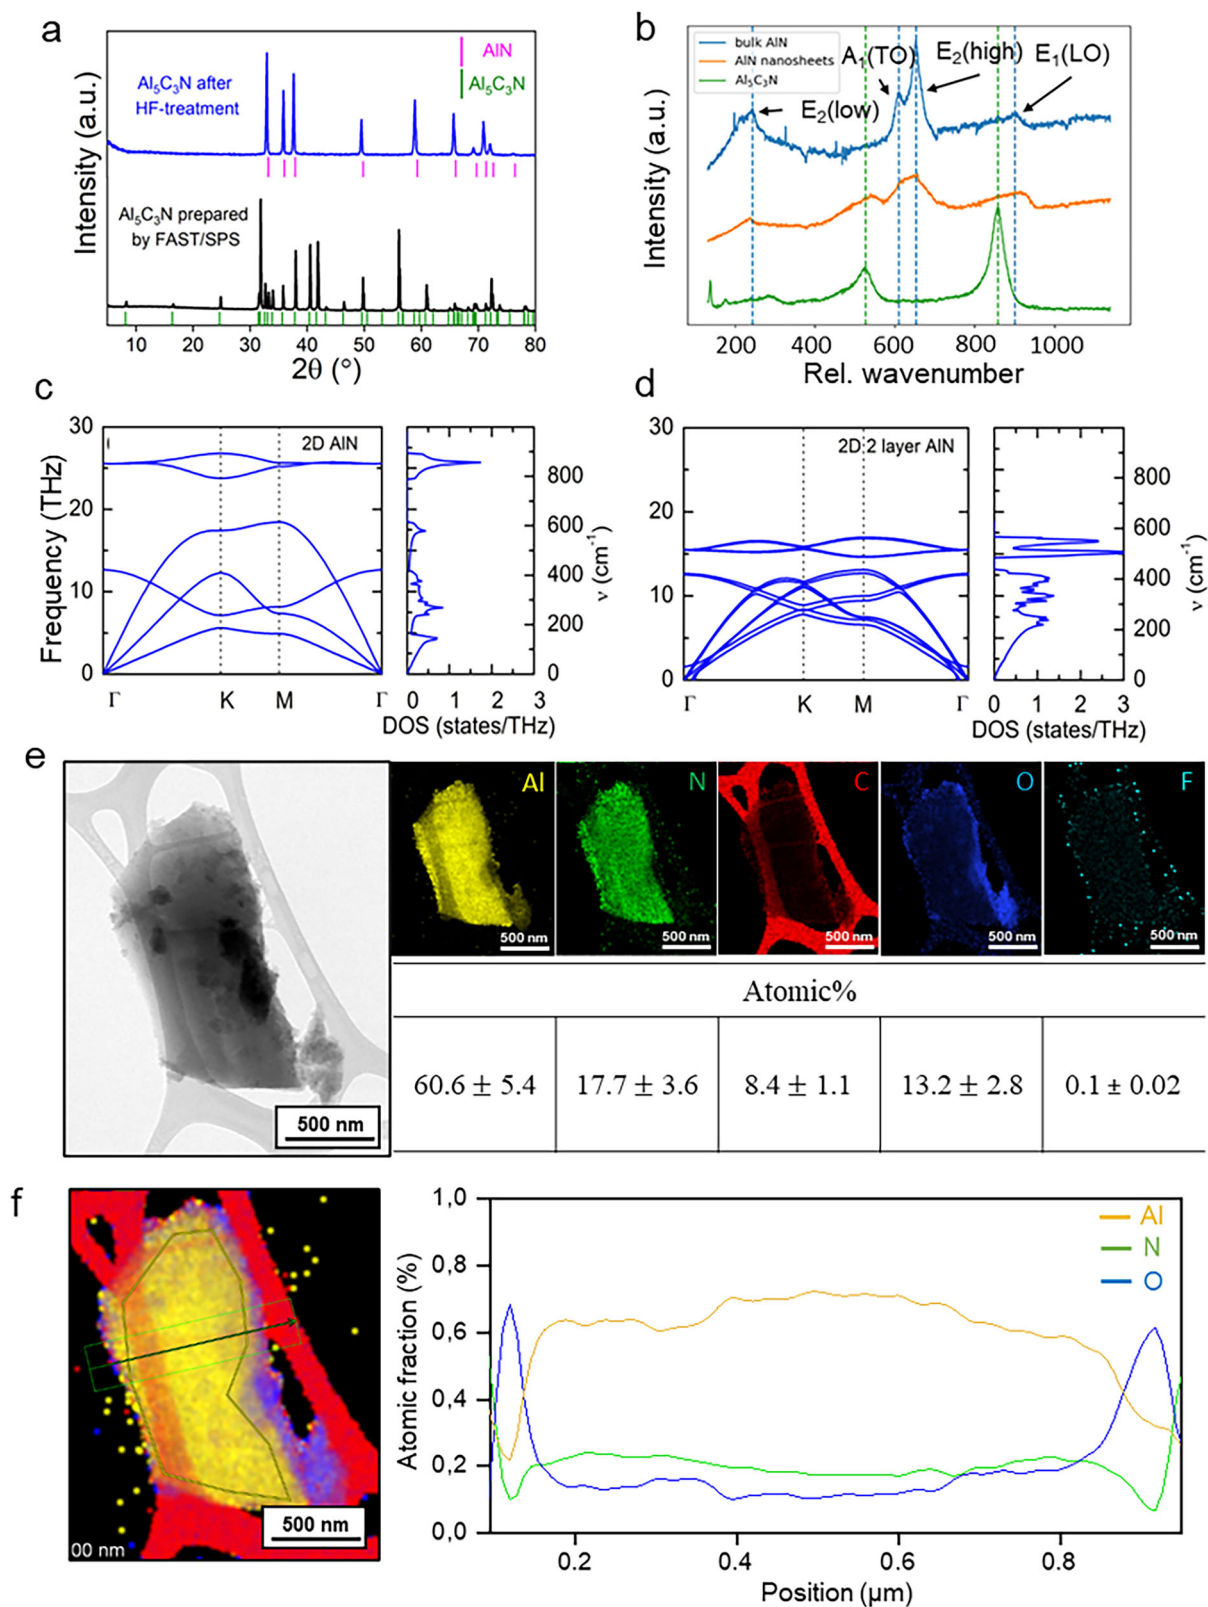 a
Intensity (a.u.)
Al₅C₃N after
HF-treatment
AlN
Al₅C₃N
Al₅C₃N prepared
by FAST/SPS
10 20 30 40 50 60 70 80
2θ (°)
b
Intensity (a.u.)
bulk AlN
AlN nanosheets
Al₅C₃N
A₁(TO)
E₂(high)
E₁(LO)
E₂(low)
200 400 600 800 1000
Rel. wavenumber
c
Frequency (THz)
30
20
10
0
2D AlN
Γ K M Γ
800
600
400
200
0
ν (cm⁻¹)
0 1 2 3
DOS (states/THz)
d
30
20
10
0
2D 2 layer AlN
Γ K M Γ
800
600
400
200
0
ν (cm⁻¹)
0 1 2 3
DOS (states/THz)
e
500 nm
Al
500 nm
N
500 nm
C
500 nm
O
500 nm
F
500 nm
Atomic%
60.6 ± 5.4 17.7 ± 3.6 8.4 ± 1.1 13.2 ± 2.8 0.1 ± 0.02
f
00 nm
500 nm
Atomic fraction (%)
1,0
0,8
0,6
0,4
0,2
0,0
Al
N
O
0.2 0.4 0.6 0.8
Position (µm)